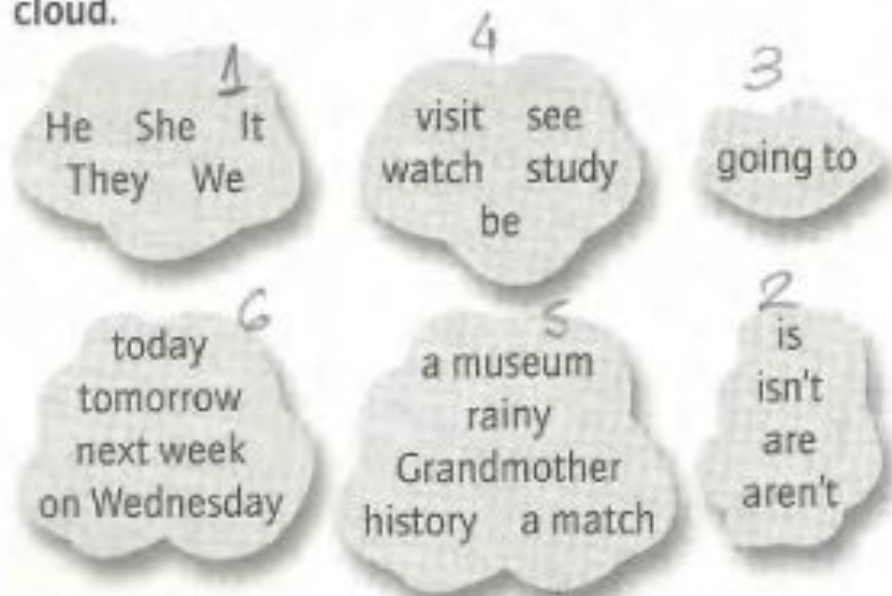 cloud.
1
He She It
They We
4
visit see
watch study
be
3
going to
6
today
tomorrow
next week
on Wednesday
5
a museum
rainy
Grandmother
history a match
2
is
isn't
are
aren't